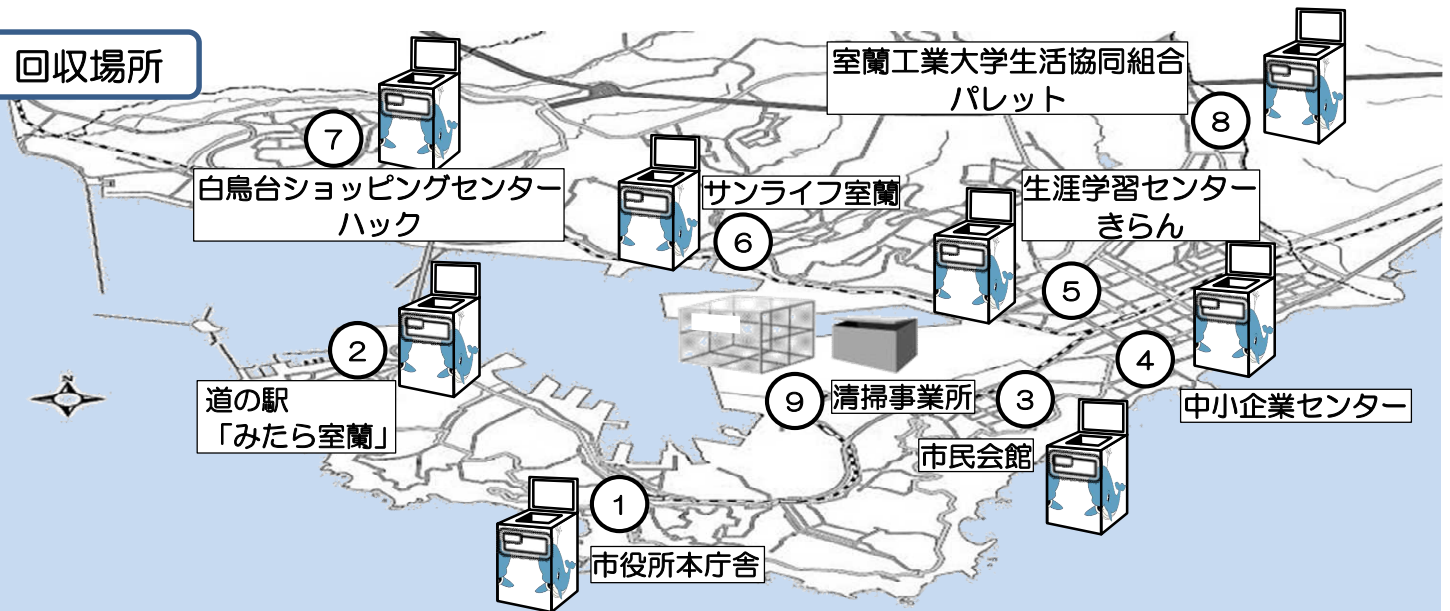 回収場所
室蘭工業大学生活協同組合
パレット
8
7
白鳥台ショッピングセンター
ハック
サンライフ室蘭
6
生涯学習センター
きらん
5
2
道の駅
「みたら室蘭」
N
4
中小企業センター
9
清掃事業所
3
市民会館
1
市役所本庁舎